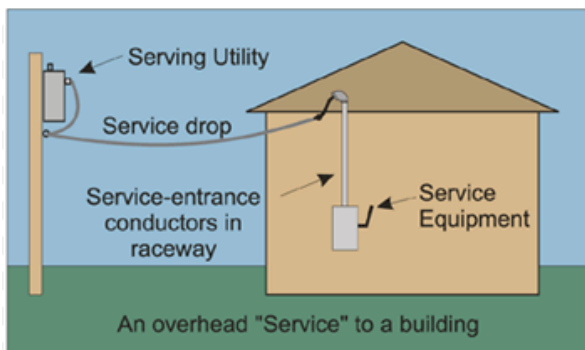 Serving Utility
Service drop
Service-entrance
conductors in
raceway
Service
Equipment
An overhead "Service" to a building